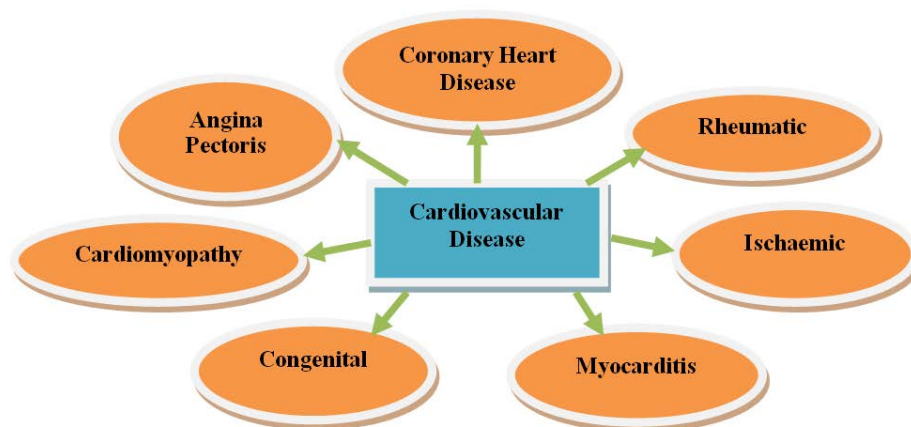 Coronary Heart
Disease
Angina
Pectoris
Rheumatic
Cardiovascular
Disease
Cardiomyopathy
Ischaemic
Congenital
Myocarditis